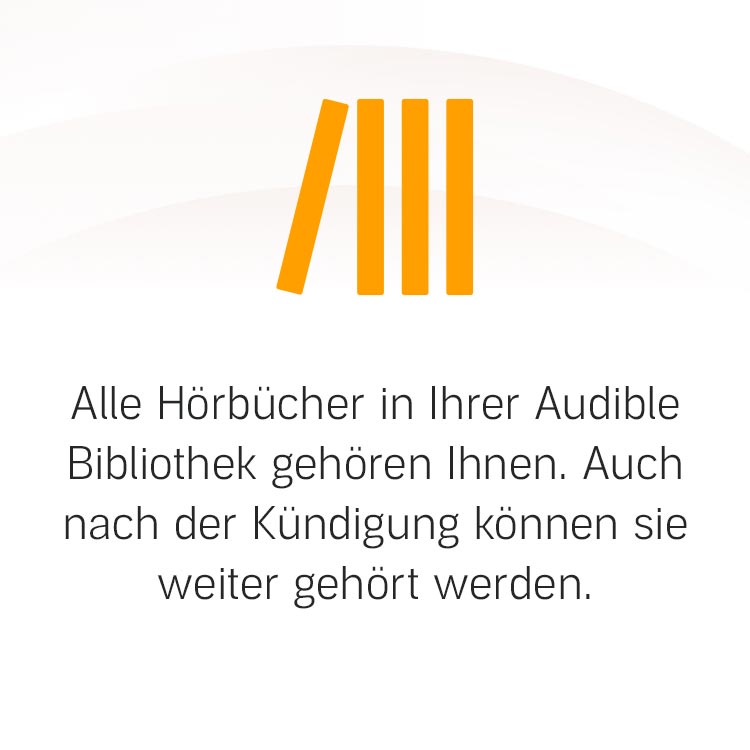 Alle Hörbücher in Ihrer Audible
Bibliothek gehören Ihnen. Auch
nach der Kündigung können sie
weiter gehört werden.